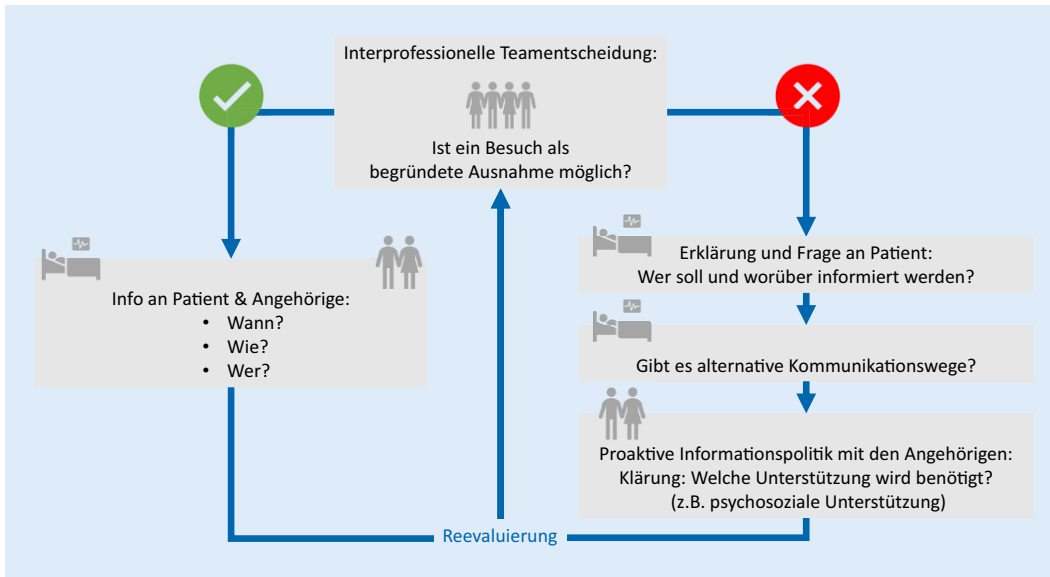 Interprofessionelle Teamentscheidung:
Ist ein Besuch als
begründete Ausnahme möglich?
Info an Patient & Angehörige:
• Wann?
• Wie?
• Wer?
Erklärung und Frage an Patient:
Wer soll und worüber informiert werden?
Gibt es alternative Kommunikationswege?
Proaktive Informationspolitik mit den Angehörigen:
Klärung: Welche Unterstützung wird benötigt?
(z.B. psychosoziale Unterstützung)
Reevaluierung